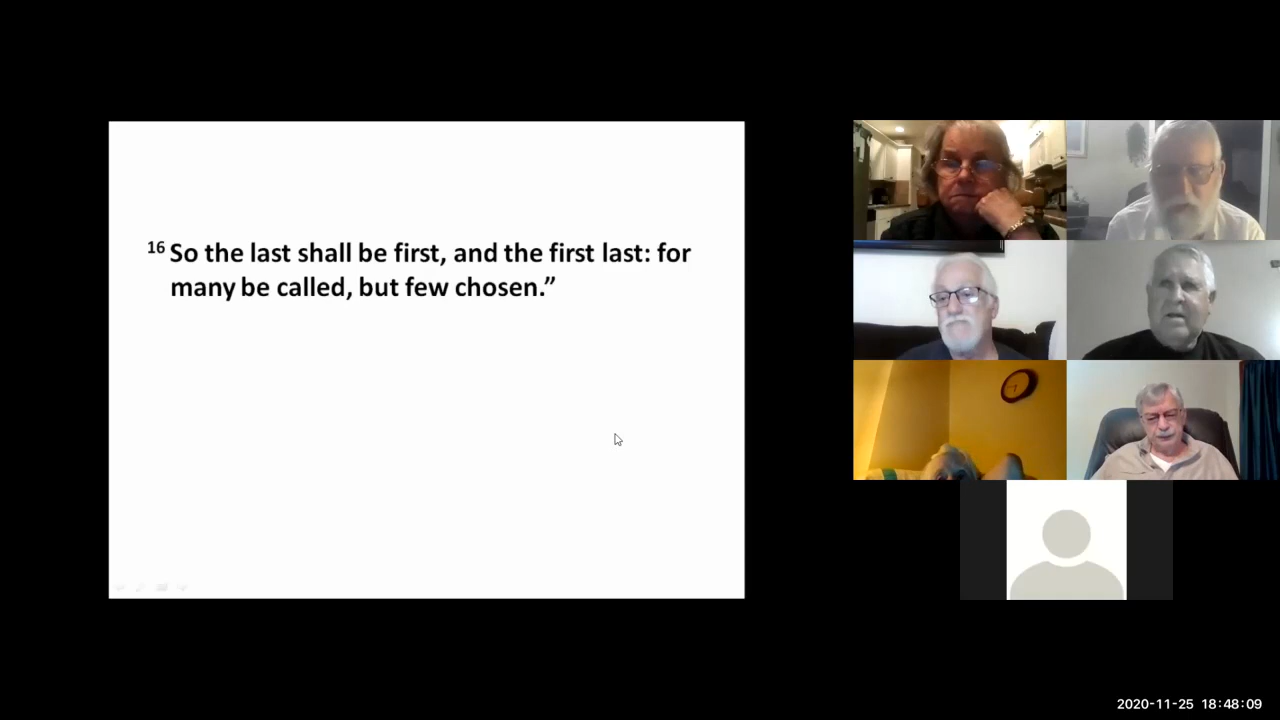 16 So the last shall be first, and the first last: for
many be called, but few chosen.”
2020-11-25 18:48:09